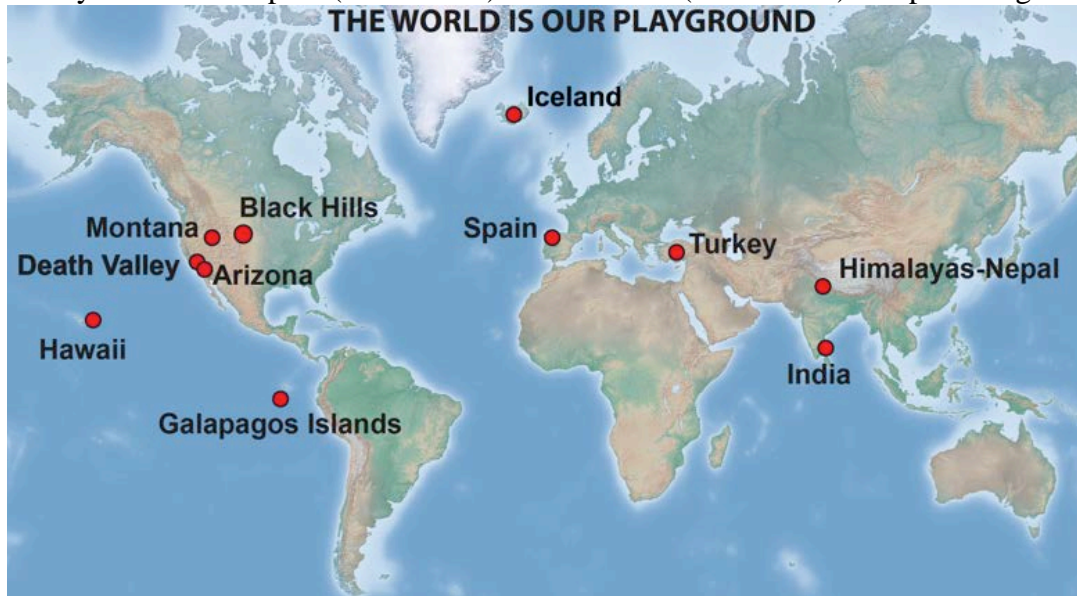 THE WORLD IS OUR PLAYGROUND
Iceland
Black Hills
Montana
Spain
Turkey
Death Valley
Arizona
Himalayas-Nepal
Hawaii
India
Galapagos Islands